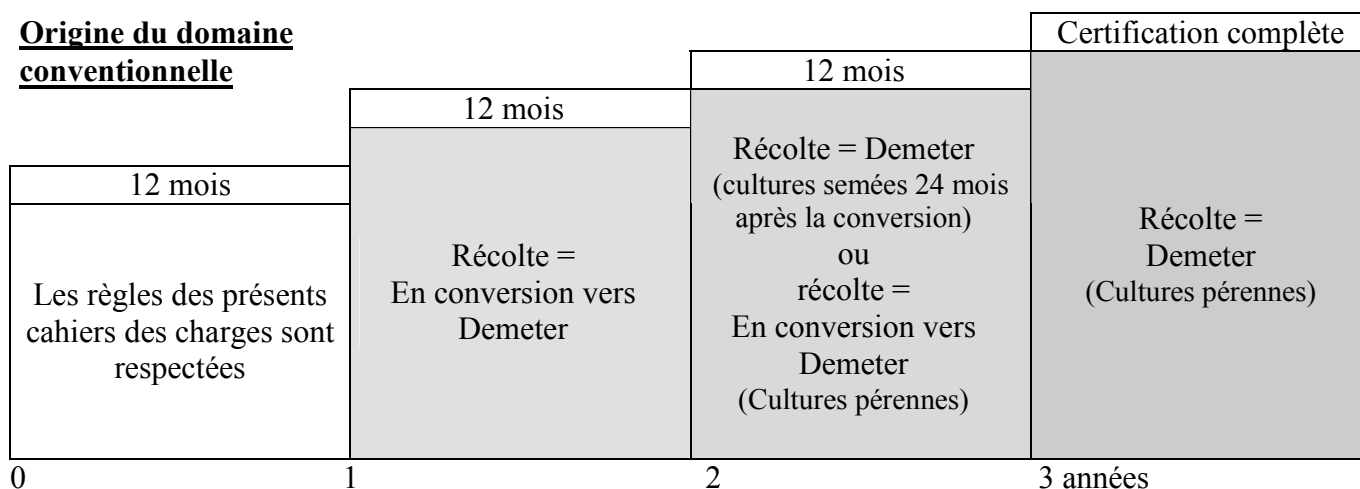 Origine du domaine
conventionnelle
12 mois
Les règles des présents
cahiers des charges sont
respectées
12 mois
Récolte =
En conversion vers
Demeter
12 mois
Récolte = Demeter
(cultures semées 24 mois
après la conversion)
ou
récolte =
En conversion vers
Demeter
(Cultures pérennes)
Certification complète
Récolte =
Demeter
(Cultures pérennes)
0
1
2
3 années